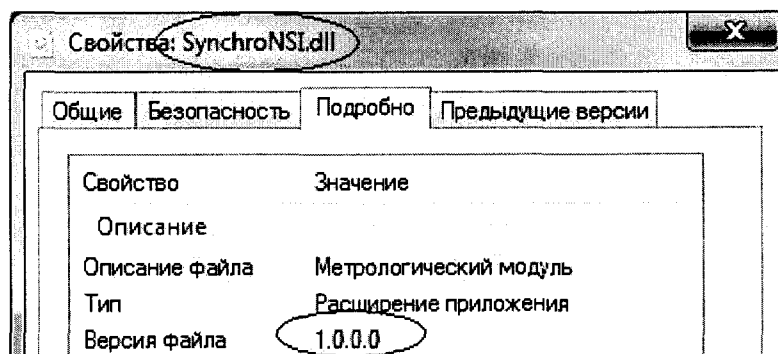 Свойства: SynchroNSI.dll
Общие Безопасность Подробно Предыдущие версии
Свойство Значение
Описание
Описание файла Метрологический модуль
Тип Расширение приложения
Версия файла 1.0.0.0